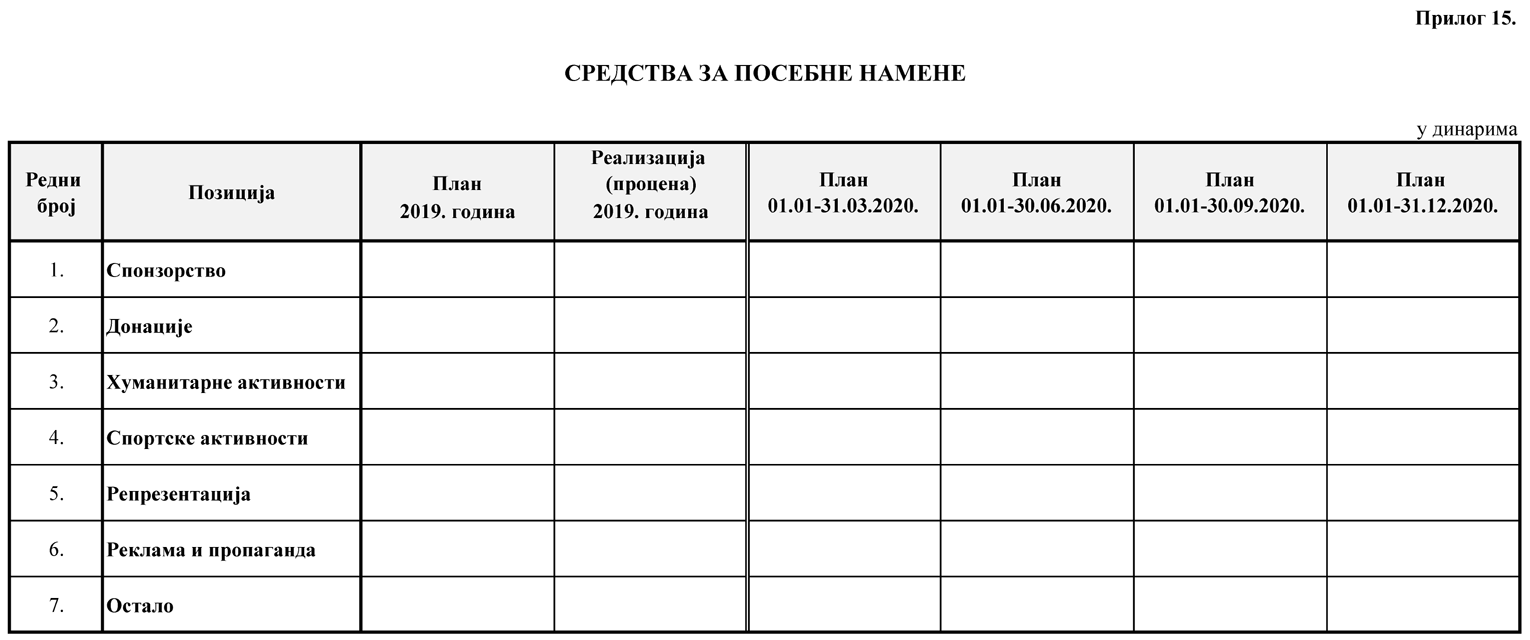 Прилог 15.
СРЕДСТВА ЗА ПОСЕБНЕ НАМЕНЕ
у динарима
Редни број
Позиција
План
2019. година
Реализација
(процена)
2019. година
План
01.01-31.03.2020.
План
01.01-30.06.2020.
План
01.01-30.09.2020.
План
01.01-31.12.2020.
1. Спонзорство
2. Донације
3. Хуманитарне активности
4. Спортске активности
5. Репрезентација
6. Реклама и пропаганда
7. Остало